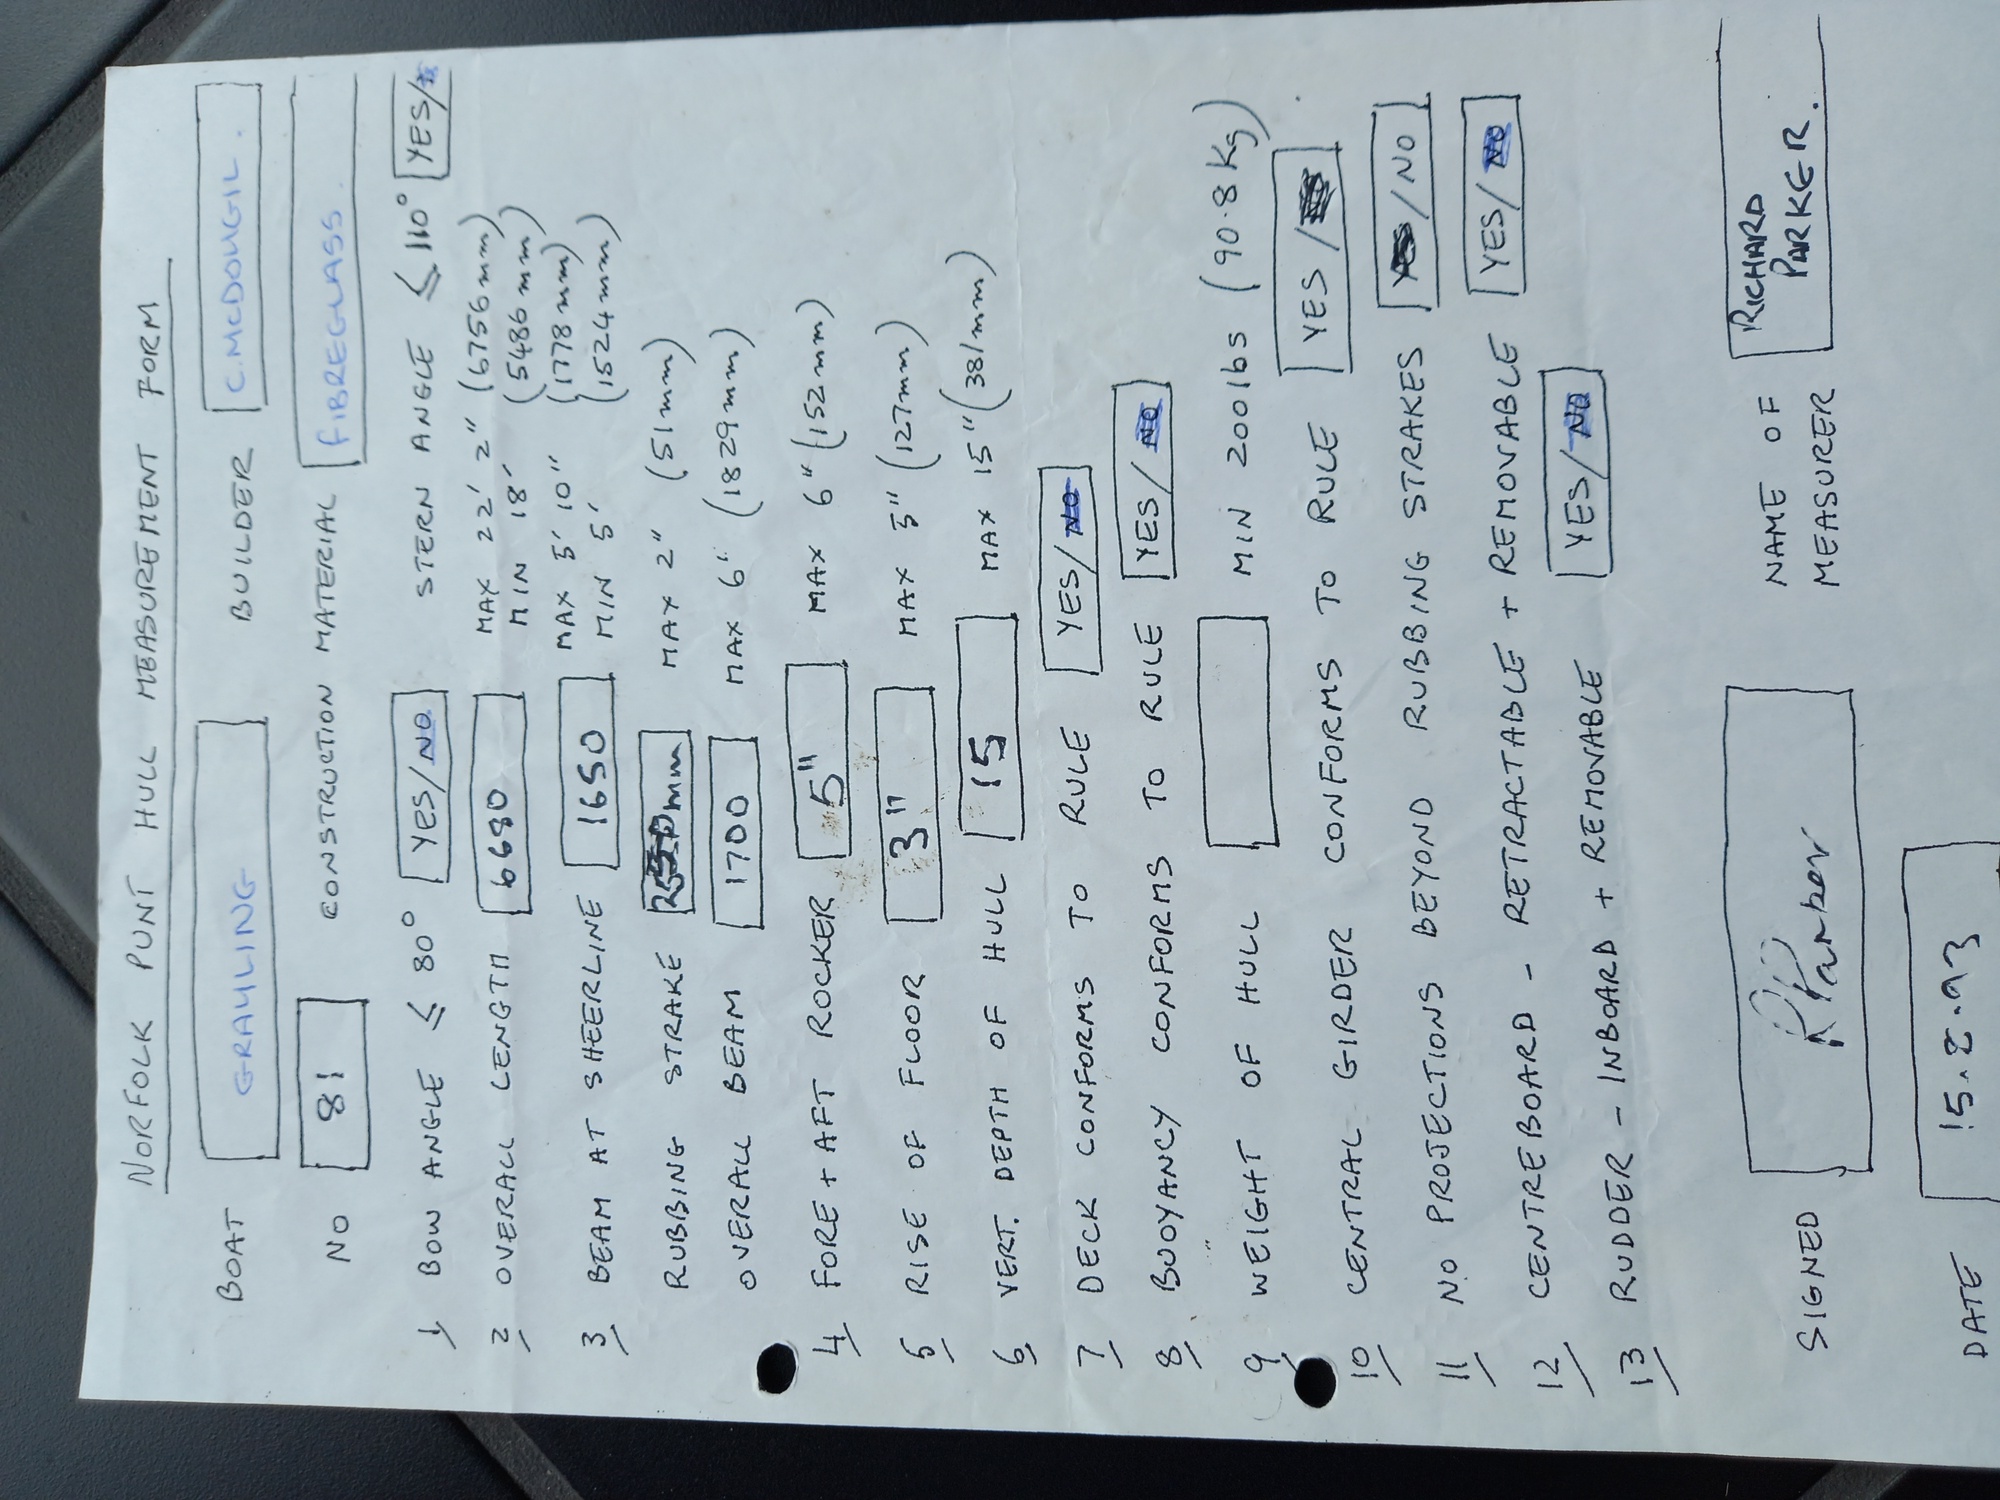 NORFOLK PUNT HULL MEASUREMENT FORM
BOAT GRAYLING BUILDER C. McDOUGIL.
NO 81 CONSTRUCTION MATERIAL FIBREGLASS.
1 BOW ANGLE ≤ 80° YES/NO STERN ANGLE ≤ 110° YES/
2 OVERALL LENGTH 6680 MAX 22' 2" (6756mm)
MIN 18' (5486mm)
3 BEAM AT SHEERLINE 1650 MAX 5' 10" (1778mm)
MIN 5' (1524mm)
RUBBING STRAKE mm MAX 2" (51mm)
OVERALL BEAM 1700 MAX 6' (1829mm)
4 FORE + AFT ROCKER 5" MAX 6" (152mm)
5 RISE OF FLOOR 3" MAX 5" (127mm)
6 VERT. DEPTH OF HULL 15 MAX 15" (381mm)
7 DECK CONFORMS TO RULE YES/NO
8 BUOYANCY CONFORMS TO RULE YES/NO
9 WEIGHT OF HULL MIN 200lbs (90.8Kg)
10 CENTRAL GIRDER CONFORMS TO RULE YES/NO
11 NO PROJECTIONS BEYOND RUBBING STRAKES YES/NO
12 CENTREBOARD - RETRACTABLE + REMOVABLE YES/NO
13 RUDDER - INBOARD + REMOVABLE YES/NO
SIGNED RParker NAME OF MEASURER RICHARD PARKER.
DATE 15.2.93